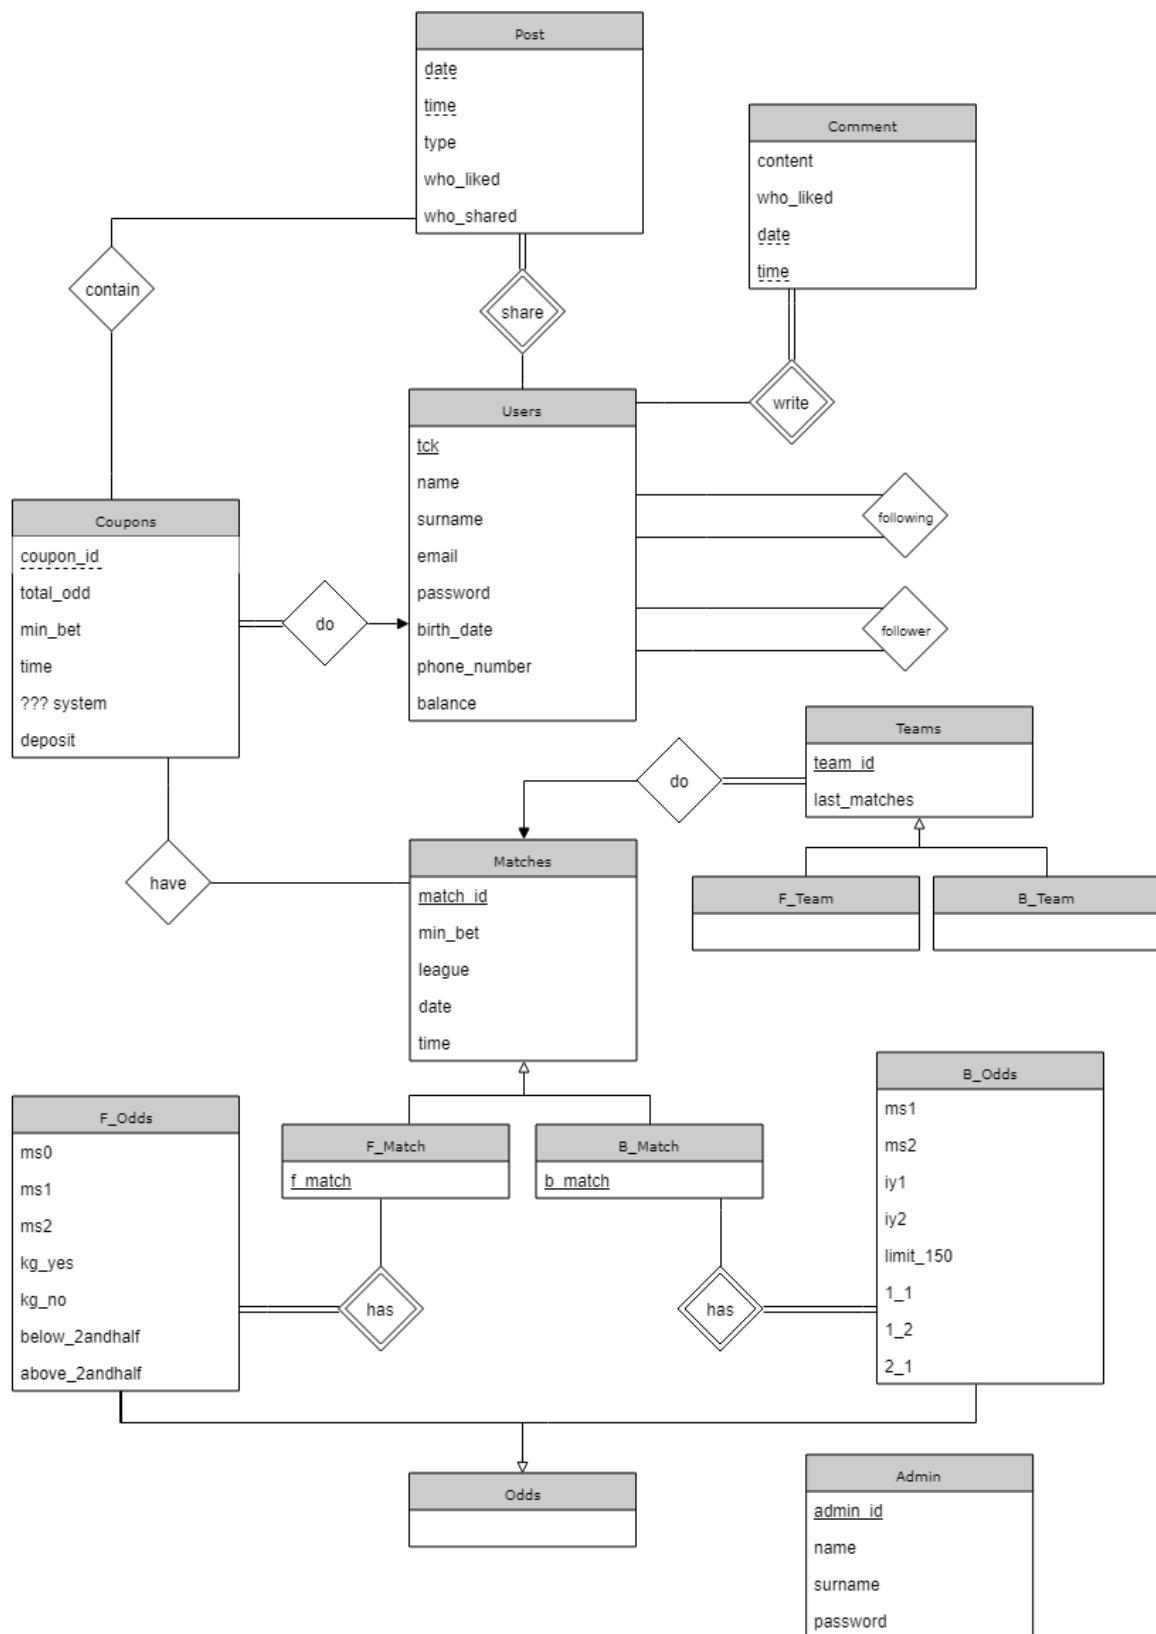 Post
date
time
type
who_liked
who_shared
Comment
content
who_liked
date
time
contain
share
write
Users
tck
name
surname
email
password
birth_date
phone_number
balance
following
follower
Coupons
coupon_id
total_odd
min_bet
time
??? system
deposit
do
Teams
team_id
last_matches
do
F_Team
B_Team
have
Matches
match_id
min_bet
league
date
time
F_Match
f_match
B_Match
b_match
F_Odds
ms0
ms1
ms2
kg_yes
kg_no
below_2andhalf
above_2andhalf
has
has
B_Odds
ms1
ms2
iy1
iy2
limit_150
1_1
1_2
2_1
Odds
Admin
admin_id
name
surname
password